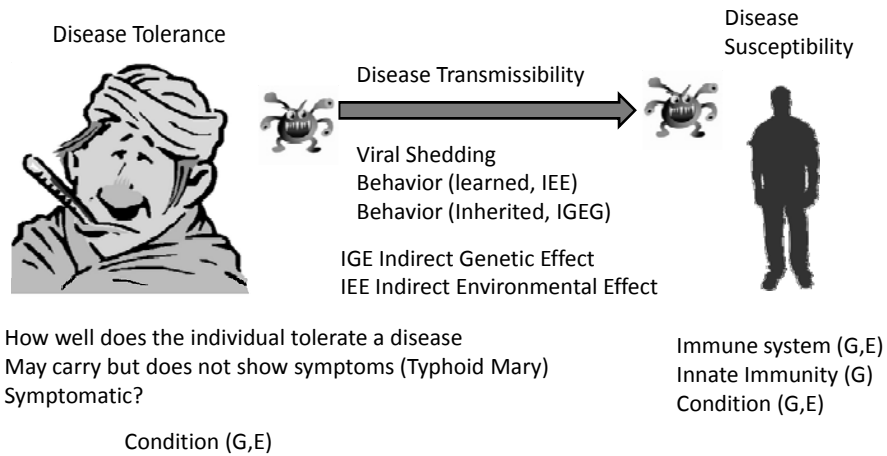 Disease Tolerance
Disease Transmissibility
Disease
Susceptibility
Viral Shedding
Behavior (learned, IEE)
Behavior (Inherited, IGEG)
IGE Indirect Genetic Effect
IEE Indirect Environmental Effect
How well does the individual tolerate a disease
May carry but does not show symptoms (Typhoid Mary)
Symptomatic?
Condition (G,E)
Immune system (G,E)
Innate Immunity (G)
Condition (G,E)